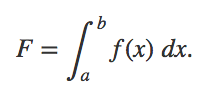 F = ∫_a^b f(x) dx.